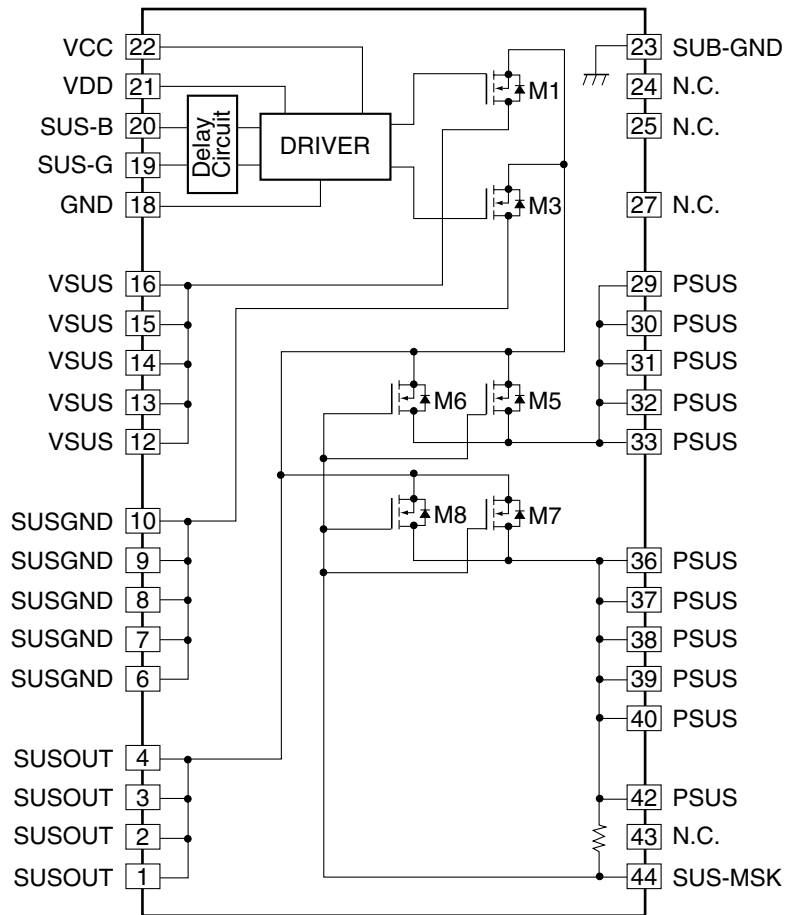 VCC 22
VDD 21
SUS-B 20
SUS-G 19
GND 18
VSUS 16
VSUS 15
VSUS 14
VSUS 13
VSUS 12
SUSGND 10
SUSGND 9
SUSGND 8
SUSGND 7
SUSGND 6
SUSOUT 4
SUSOUT 3
SUSOUT 2
SUSOUT 1
Delay
Circuit
DRIVER
M1
M3
M6
M5
M8
M7
23 SUB-GND
24 N.C.
25 N.C.
27 N.C.
29 PSUS
30 PSUS
31 PSUS
32 PSUS
33 PSUS
36 PSUS
37 PSUS
38 PSUS
39 PSUS
40 PSUS
42 PSUS
43 N.C.
44 SUS-MSK